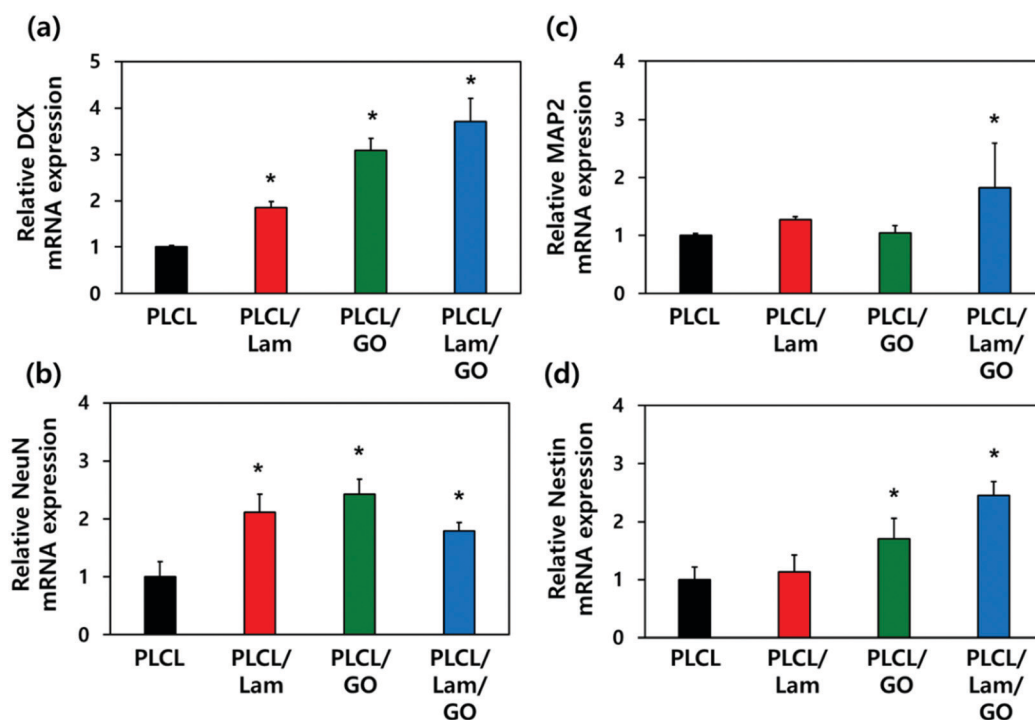 (a)
Relative DCX
mRNA expression
5
4
3
2
1
0
*
*
*
PLCL
PLCL/
Lam
PLCL/
GO
PLCL/
Lam/
GO
(b)
Relative NeuN
mRNA expression
4
3
2
1
0
*
*
*
PLCL
PLCL/
Lam
PLCL/
GO
PLCL/
Lam/
GO
(c)
Relative MAP2
mRNA expression
4
3
2
1
0
*
PLCL
PLCL/
Lam
PLCL/
GO
PLCL/
Lam/
GO
(d)
Relative Nestin
mRNA expression
4
3
2
1
0
*
*
PLCL
PLCL/
Lam
PLCL/
GO
PLCL/
Lam/
GO